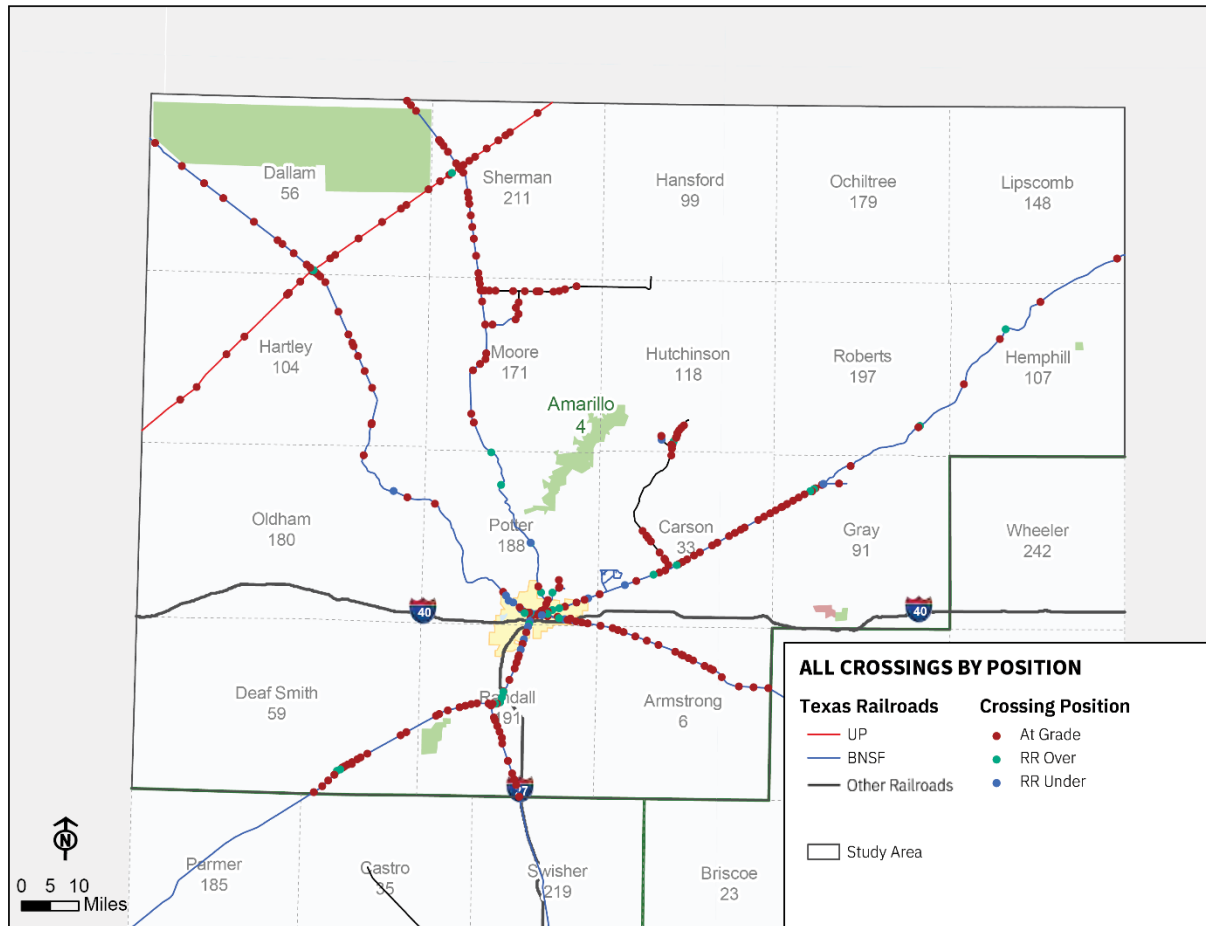 Dallam
56
Sherman
211
Hansford
99
Ochiltree
179
Lipscomb
148
Hartley
104
Moore
171
Hutchinson
118
Roberts
197
Hemphill
107
Amarillo
4
Oldham
180
Potter
188
Carson
33
Gray
91
Wheeler
242
40
40
Deaf Smith
59
Randall
191
Armstrong
6
27
Parmer
185
Castro
35
Swisher
219
Briscoe
23
N
0 5 10
Miles
ALL CROSSINGS BY POSITION
Texas Railroads
UP
BNSF
Other Railroads
Study Area
Crossing Position
At Grade
RR Over
RR Under